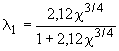 λ₁ = 2,12χ^{3/4} / (1 + 2,12χ^{3/4})